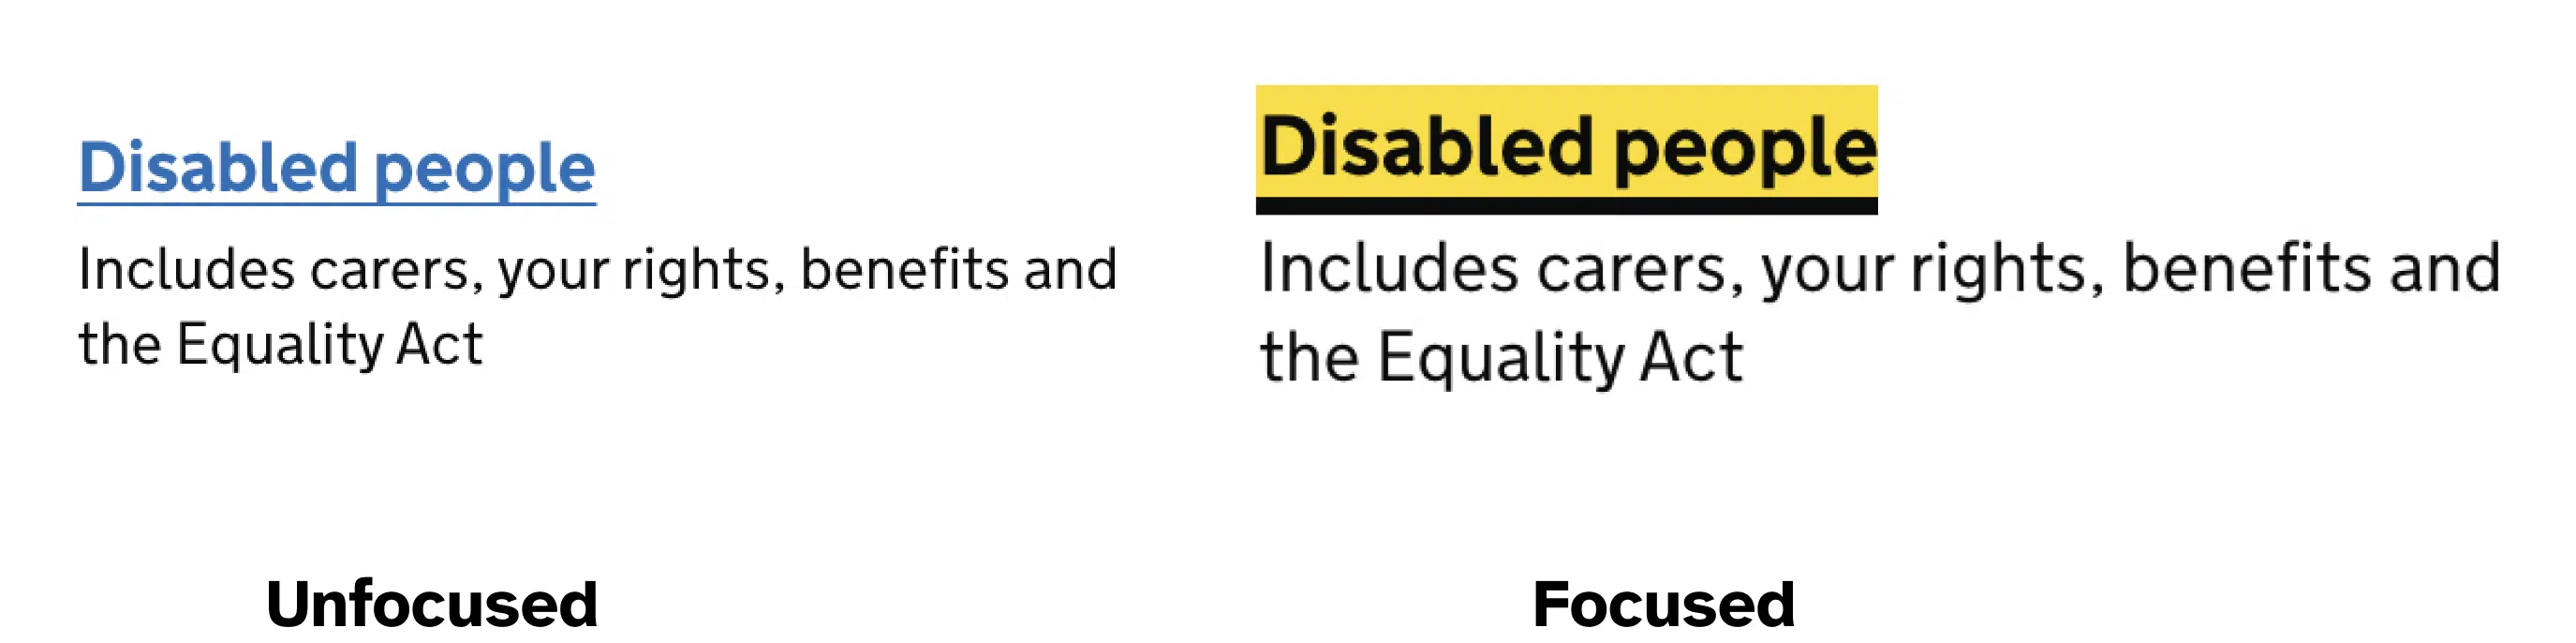 Disabled people
Includes carers, your rights, benefits and
the Equality Act
Unfocused
Disabled people
Includes carers, your rights, benefits and
the Equality Act
Focused